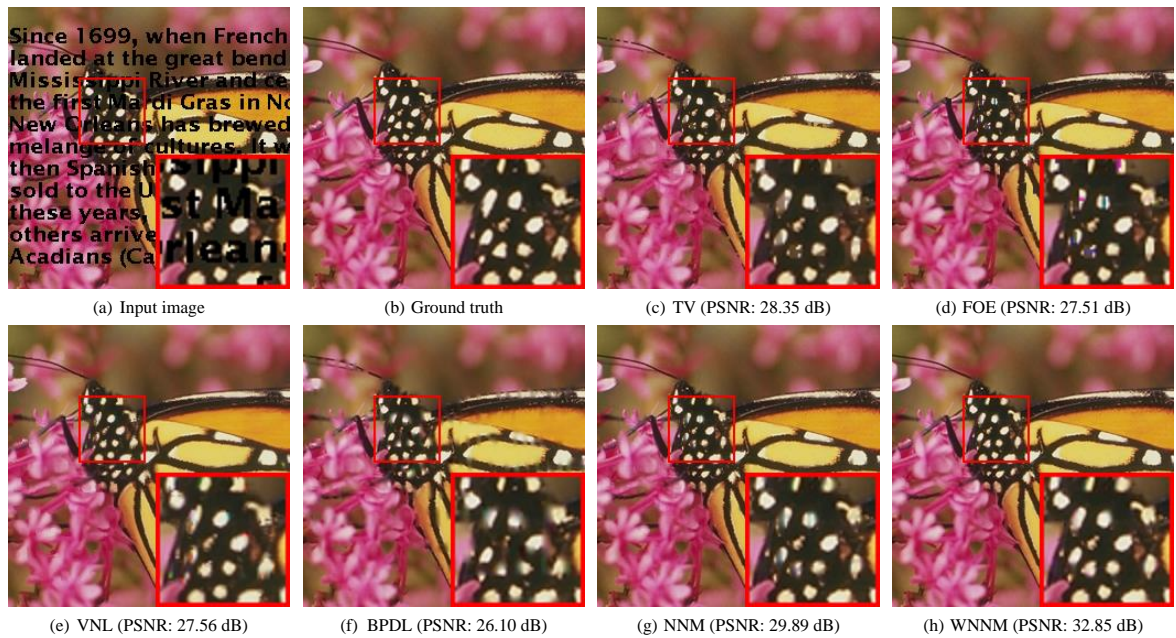 Since 1699, when French
landed at the great bend
Mississippi River and ce
the first Mardi Gras in No
New Orleans has brewed
melange of cultures. It w
then Spanish
sold to the U
these years,
others arrive
Acadians (Ca
sippi
st Ma
rleans
(a) Input image
(b) Ground truth
(c) TV (PSNR: 28.35 dB)
(d) FOE (PSNR: 27.51 dB)
(e) VNL (PSNR: 27.56 dB)
(f) BPDL (PSNR: 26.10 dB)
(g) NNM (PSNR: 29.89 dB)
(h) WNNM (PSNR: 32.85 dB)